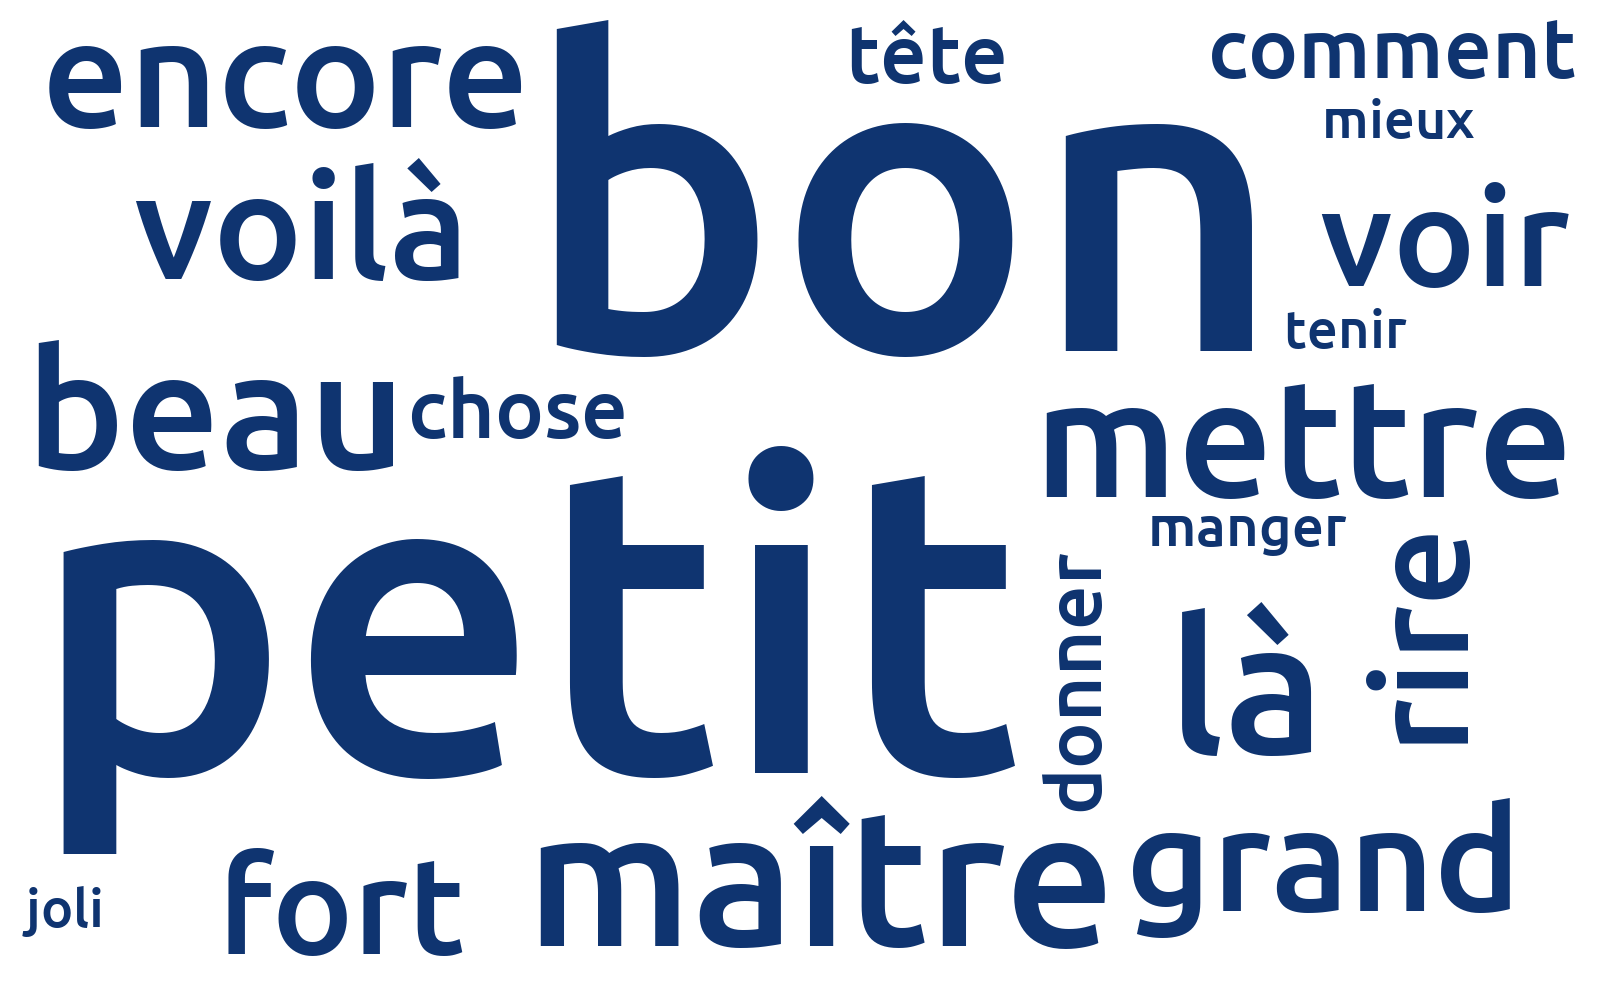 encore
bon
tête
comment
mieux
voilà
voir
tenir
beau
chose
mettre
petit
manger
rire
donner
là
maître
grand
fort
joli